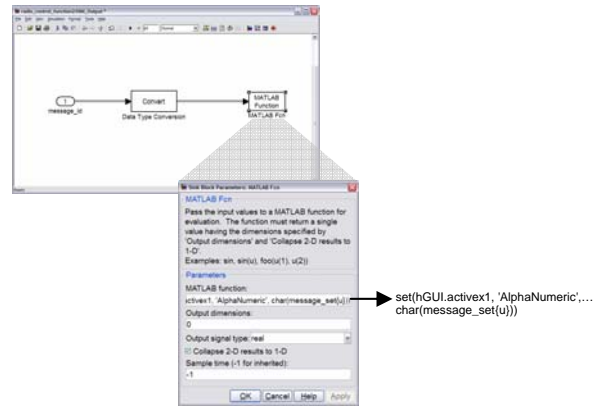 1
message_id
Convert
Data Type Conversion
MATLAB
Function
MATLAB Fcn
Sink Block Parameters: MATLAB Fcn
MATLAB Fcn
Pass the input values to a MATLAB function for
evaluation. The function must return a single
value having the dimensions specified by
'Output dimensions' and 'Collapse 2-D results to
1-D'.
Examples: sin, sin(u), foo(u(1), u(2))
Parameters
MATLAB function:
activex1, 'AlphaNumeric', char(message_set{u}))
set(hGUI.activex1, 'AlphaNumeric',…
char(message_set{u}))
Output dimensions:
0
Output signal type: real
Collapse 2-D results to 1-D
Sample time (-1 for inherited):
-1
OK Cancel Help Apply